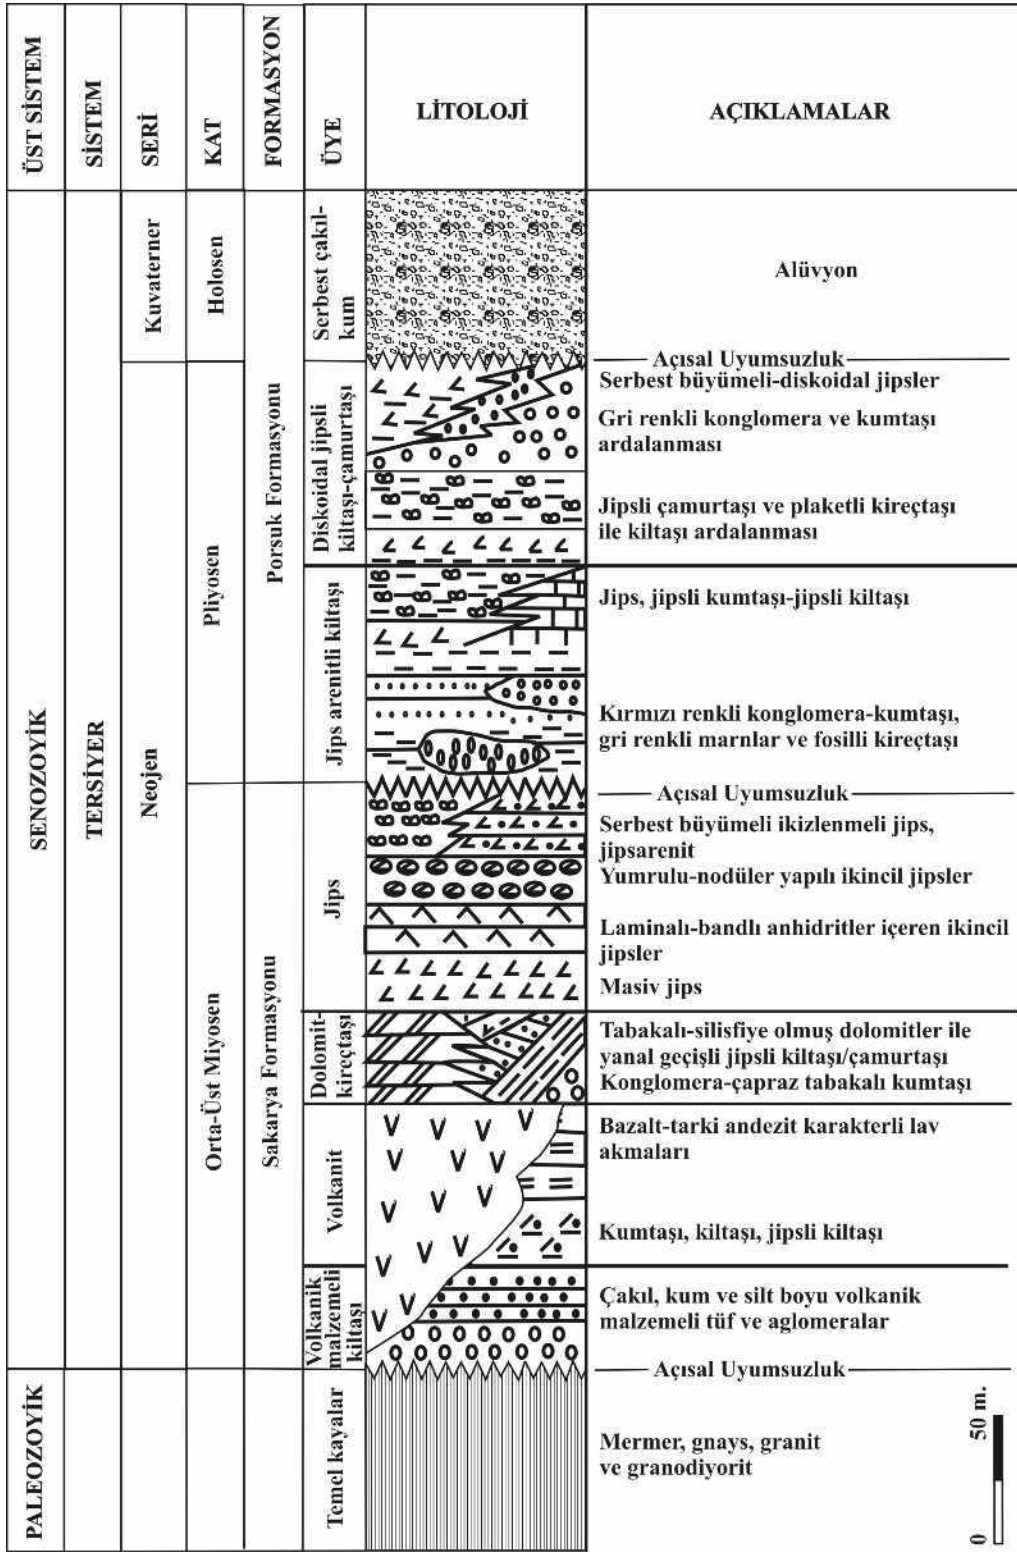 ÜST SİSTEM
SİSTEM
SERİ
KAT
FORMASYON
ÜYE
LİTOLOJİ
AÇIKLAMALAR
SENOZOYİK
TERSİYER
Kuvaterner
Holosen
Porsuk Formasyonu
Serbest çakıl-
kum
Alüvyon
Açısal Uyumsuzluk
Neojen
Pliyosen
Diskoidal jipsli
kiltaşı-çamurtaşı
Serbest büyümeli-diskoidal jipsler
Gri renkli konglomera ve kumtaşı
ardalanması
Jipsli çamurtaşı ve plaketli kireçtaşı
ile kiltaşı ardalanması
Jips arenitli kiltaşı
Jips, jipsli kumtaşı-jipsli kiltaşı
Kırmızı renkli konglomera-kumtaşı,
gri renkli marnlar ve fosilli kireçtaşı
Açısal Uyumsuzluk
Orta-Üst Miyosen
Sakarya Formasyonu
Jips
Serbest büyümeli ikizlenmeli jips,
jipsarenit
Yumrulu-nodüler yapılı ikincil jipsler
Laminalı-bandlı anhidritler içeren ikincil
jipsler
Masiv jips
Dolomit-
kireçtaşı
Tabakalı-silisfiye olmuş dolomitler ile
yanal geçişli jipsli kiltaşı/çamurtaşı
Konglomera-çapraz tabakalı kumtaşı
Volkanit
Bazalt-tarki andezit karakterli lav
akmaları
Kumtaşı, kiltaşı, jipsli kiltaşı
Volkanik
malzemeli
kiltaşı
Çakıl, kum ve silt boyu volkanik
malzemeli tüf ve aglomeralar
Açısal Uyumsuzluk
PALEOZOYİK
Temel kayalar
Mermer, gnays, granit
ve granodiyorit
0 50 m.